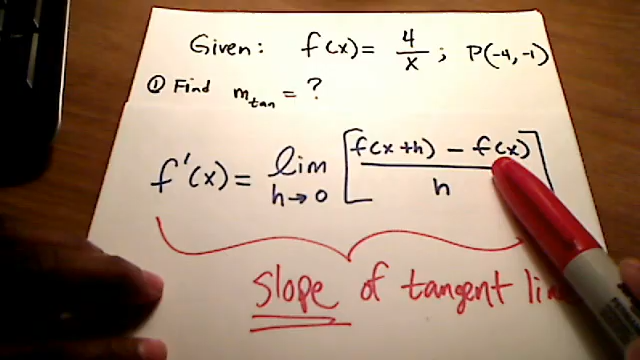 Given: f(x) = 4/x ; P(-4, -1)
① Find m_tan = ?
f'(x) = lim h→0 [f(x+h) - f(x) / h]
slope of tangent